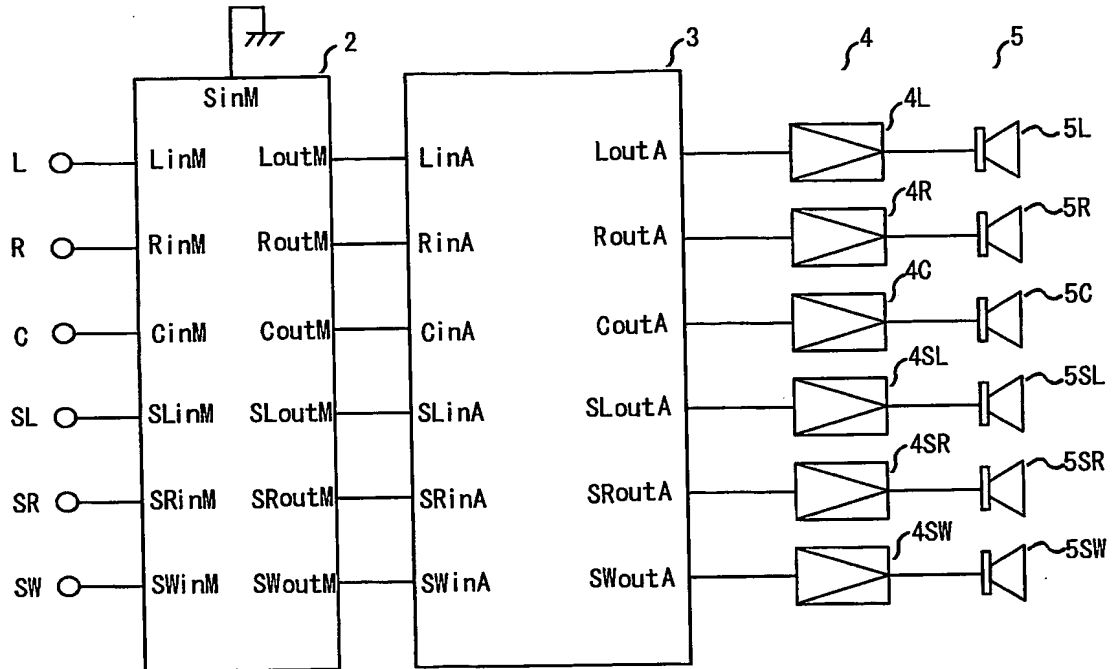 2 3 4 5
SinM
4L 5L
L LinM LoutM LinA LoutA
4R 5R
R RinM RoutM RinA RoutA
4C 5C
C CinM CoutM CinA CoutA
4SL 5SL
SL SLinM SLoutM SLinA SLoutA
4SR 5SR
SR SRinM SRoutM SRinA SRoutA
4SW 5SW
SW SWinM SWoutM SWinA SWoutA